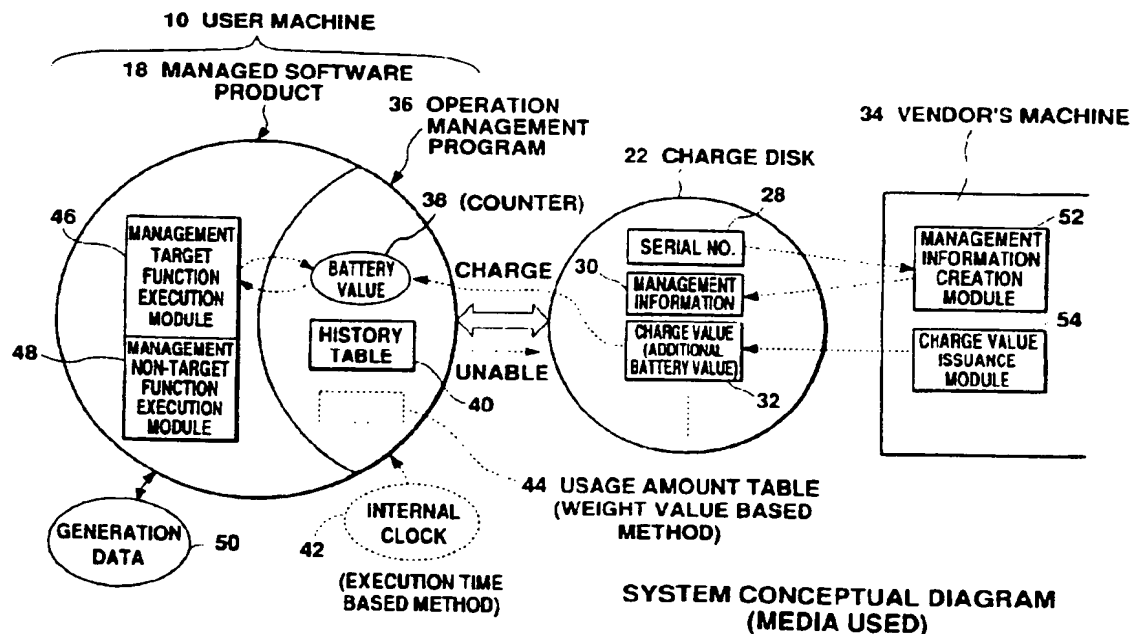 10 USER MACHINE
18 MANAGED SOFTWARE
PRODUCT
36 OPERATION
MANAGEMENT
PROGRAM
34 VENDOR'S MACHINE
22 CHARGE DISK
38 (COUNTER)
28
52
46
MANAGEMENT
TARGET
FUNCTION
EXECUTION
MODULE
BATTERY
VALUE
CHARGE
SERIAL NO.
30
MANAGEMENT
INFORMATION
MANAGEMENT
INFORMATION
CREATION
MODULE
54
48
MANAGEMENT
NON-TARGET
FUNCTION
EXECUTION
MODULE
HISTORY
TABLE
40
UNABLE
CHARGE VALUE
(ADDITIONAL
BATTERY VALUE)
32
CHARGE VALUE
ISSUANCE
MODULE
44 USAGE AMOUNT TABLE
(WEIGHT VALUE BASED
METHOD)
GENERATION
DATA
50
42
INTERNAL
CLOCK
(EXECUTION TIME
BASED METHOD)
SYSTEM CONCEPTUAL DIAGRAM
(MEDIA USED)